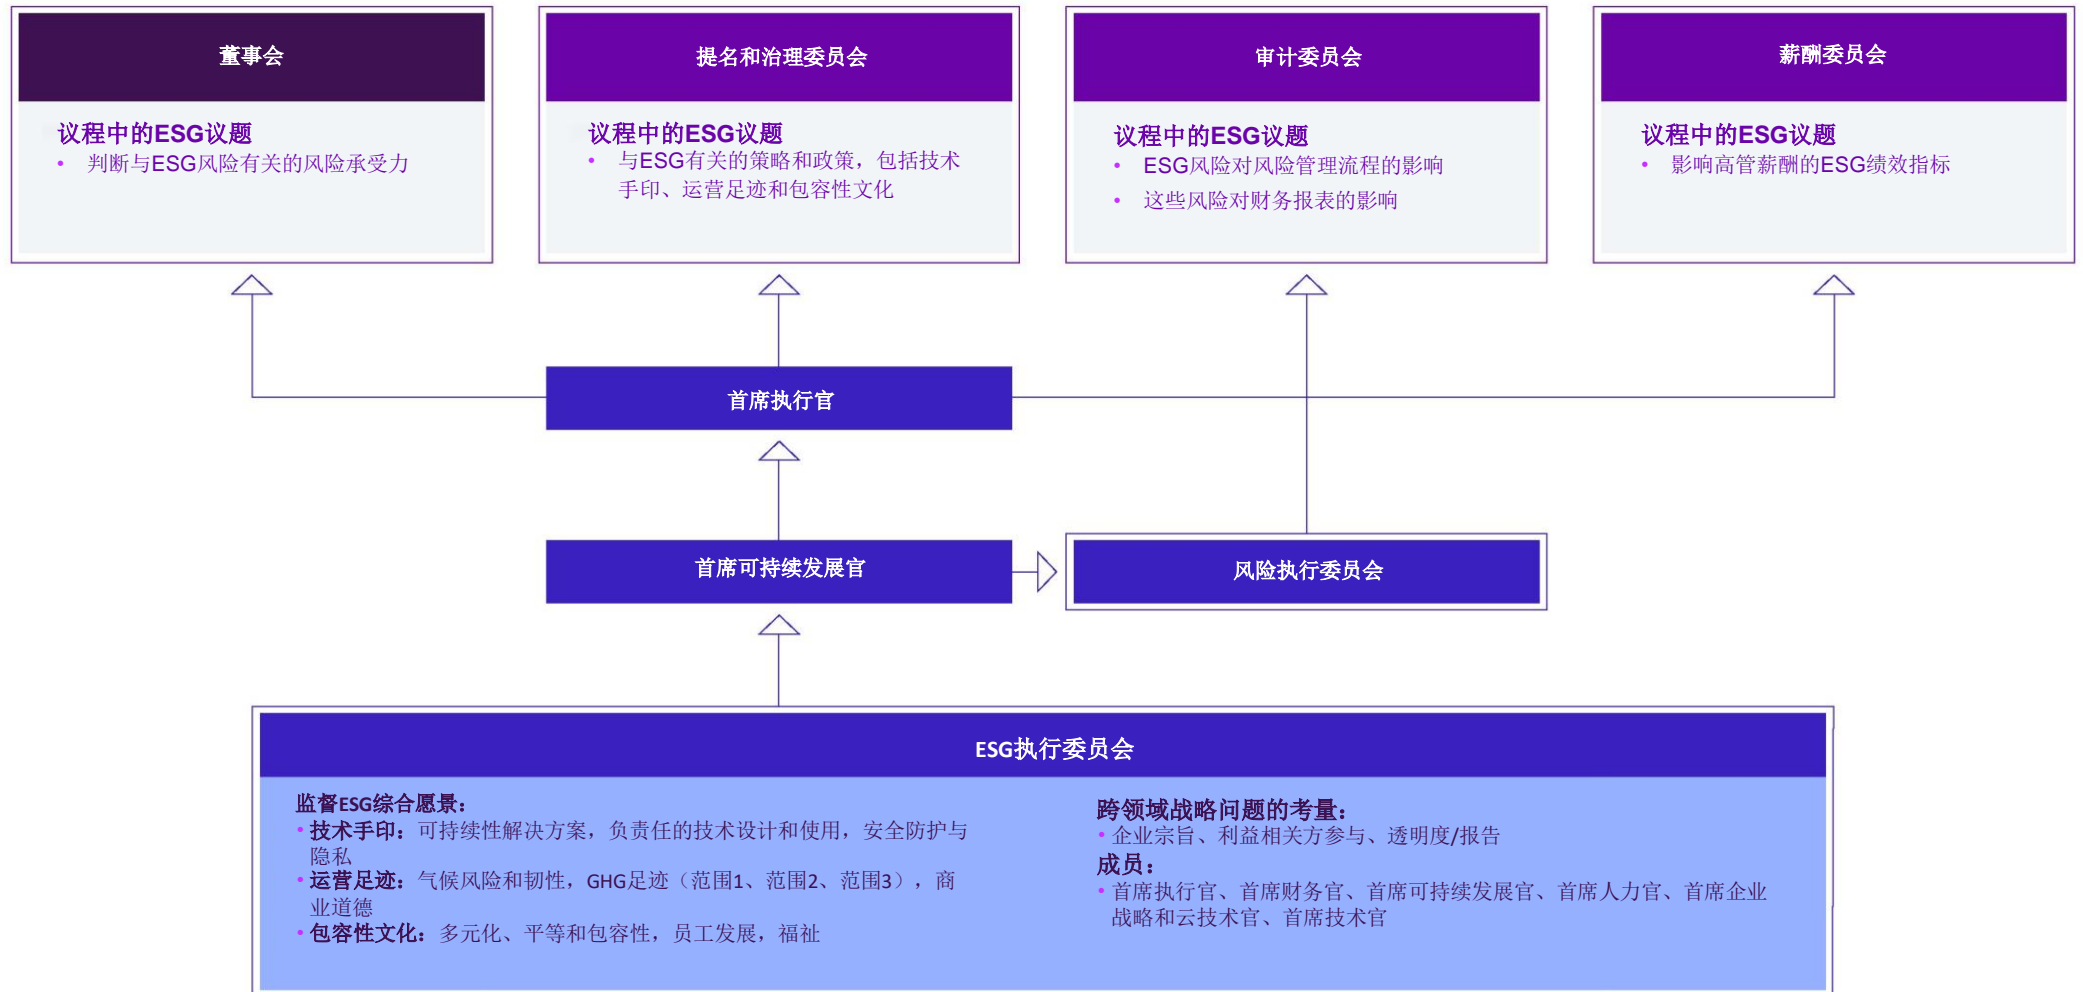 董事会
议程中的ESG议题
• 判断与ESG风险有关的风险承受力
提名和治理委员会
议程中的ESG议题
• 与ESG有关的策略和政策，包括技术
手印、运营足迹和包容性文化
审计委员会
议程中的ESG议题
• ESG风险对风险管理流程的影响
• 这些风险对财务报表的影响
薪酬委员会
议程中的ESG议题
• 影响高管薪酬的ESG绩效指标
首席执行官
首席可持续发展官
风险执行委员会
ESG执行委员会
监督ESG综合愿景：
• 技术手印：可持续性解决方案，负责任的技术设计和使用，安全防护与
隐私
• 运营足迹：气候风险和韧性，GHG足迹（范围1、范围2、范围3），商
业道德
• 包容性文化：多元化、平等和包容性，员工发展，福祉
跨领域战略问题的考量：
• 企业宗旨、利益相关方参与、透明度/报告
成员：
• 首席执行官、首席财务官、首席可持续发展官、首席人力官、首席企业
战略和云技术官、首席技术官